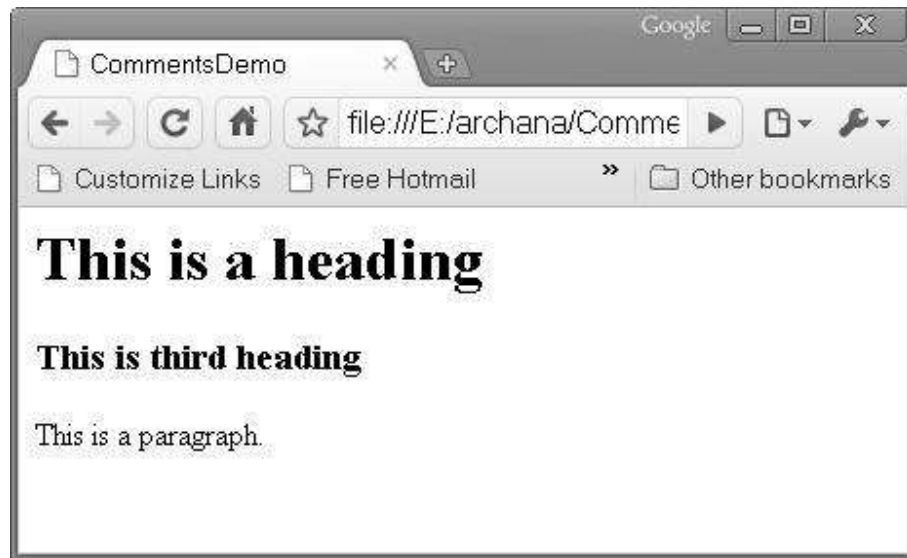 Google
CommentsDemo
file:///E:/archana/Comme
Customize Links Free Hotmail » Other bookmarks
This is a heading
This is third heading
This is a paragraph.